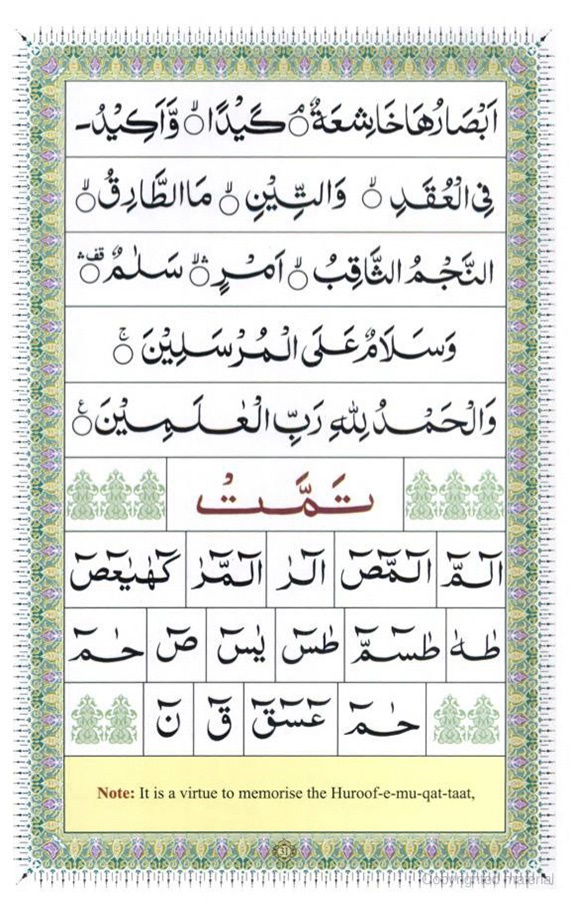 اَبْصَارُهَا خَاشِعَةٌ ۘ كَيْدًا ۙ وَّاَكِيْدُ
فِى الْعُقَدِ ۙ وَالتِّيْنِ ۙ مَا الطَّارِقُ ۙ
النَّجْمُ الثَّاقِبُ ۙ اَمْرٍ ۛۙ سَلٰمٌ ۛ قف
وَسَلَامٌ عَلَى الْمُرْسَلِيْنَ ۚ
وَالْحَمْدُ لِلّٰهِ رَبِّ الْعٰلَمِيْنَ ع
تَمَّتْ
الٓمّٓ الٓمّٓصٓ الٓرٰ الٓمّٓرٰ كٓهٰيٰعٓصٓ
طٰهٰ طٰسٓمّٓ طٰسٓ يٰسٓ صٓ حٰمٓ
حٰمٓ عٓسٓقٓ قٓ نٓ
Note: It is a virtue to memorise the Huroof-e-mu-qat-taat,
31
Copyrighted material